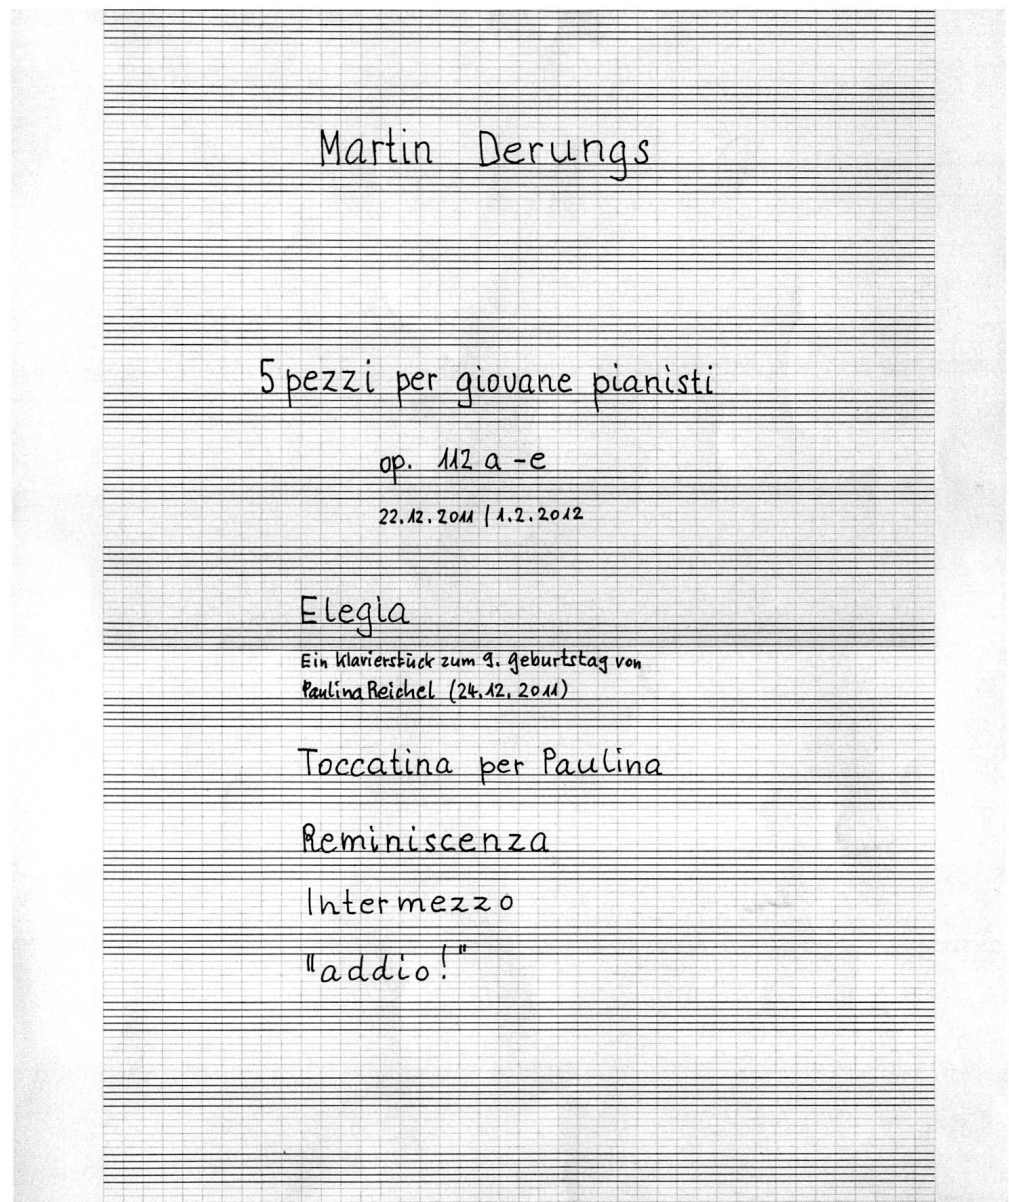 Martin Derungs
5 pezzi per giovane pianisti
op. 112 a-e
22.12.2011 | 1.2.2012
Elegia
Ein Klavierstück zum 9. Geburtstag von
Paulina Reichel (24.12.2011)
Toccatina per Paulina
Reminiscenza
Intermezzo
"addio!"